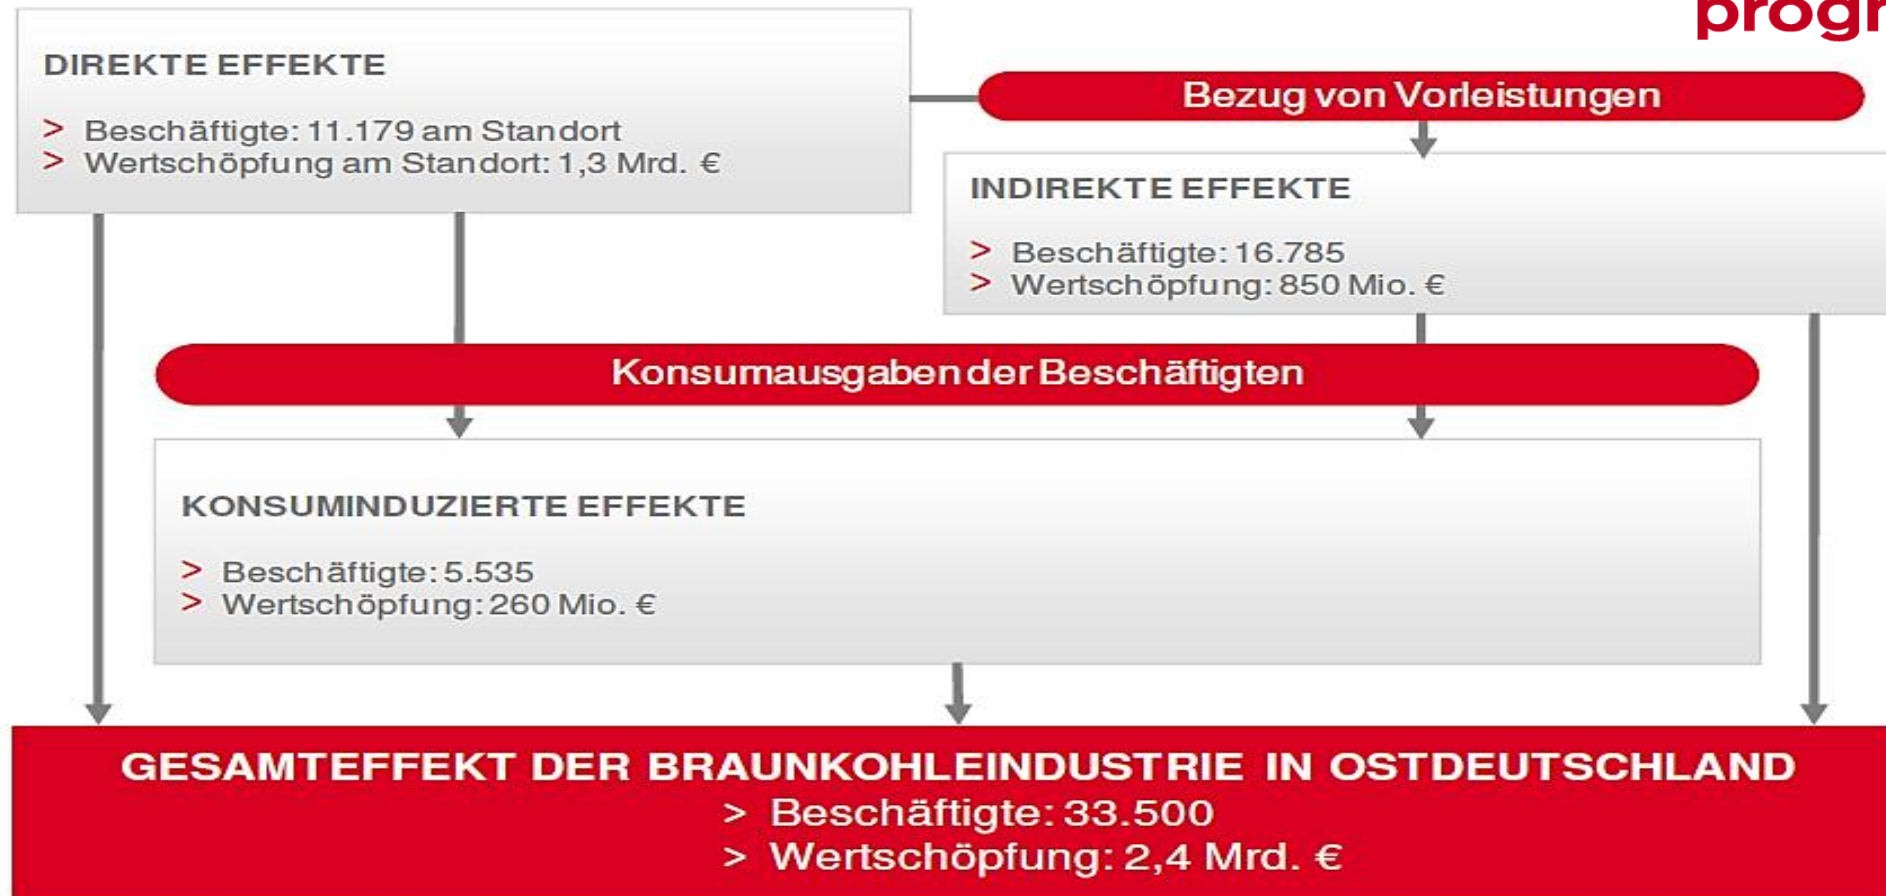 progr
DIREKTE EFFEKTE
> Beschäftigte: 11.179 am Standort
> Wertschöpfung am Standort: 1,3 Mrd. €
Bezug von Vorleistungen
INDIREKTE EFFEKTE
> Beschäftigte: 16.785
> Wertschöpfung: 850 Mio. €
Konsumausgaben der Beschäftigten
KONSUMINDUZIERTE EFFEKTE
> Beschäftigte: 5.535
> Wertschöpfung: 260 Mio. €
GESAMTEFFEKT DER BRAUNKOHLEINDUSTRIE IN OSTDEUTSCHLAND
> Beschäftigte: 33.500
> Wertschöpfung: 2,4 Mrd. €